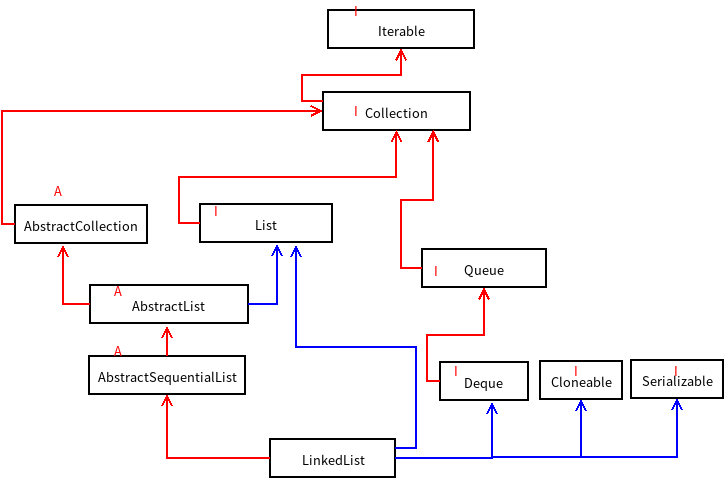 I
Iterable
I
Collection
A
AbstractCollection
I
List
I
Queue
A
AbstractList
A
AbstractSequentialList
I
Deque
I
Cloneable
I
Serializable
LinkedList